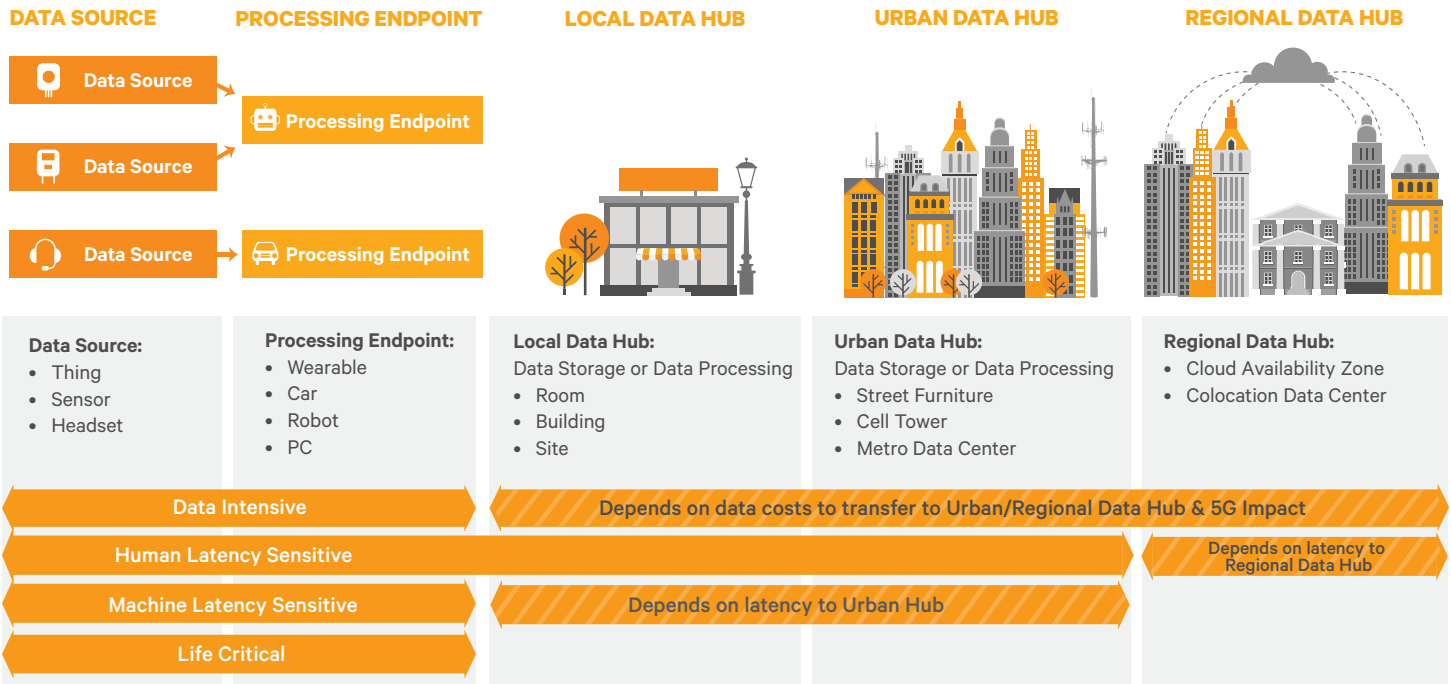 DATA SOURCE
PROCESSING ENDPOINT
LOCAL DATA HUB
URBAN DATA HUB
REGIONAL DATA HUB
Data Source
Processing Endpoint
Data Source
Data Source
Processing Endpoint
Data Source:
• Thing
• Sensor
• Headset
Processing Endpoint:
• Wearable
• Car
• Robot
• PC
Local Data Hub:
Data Storage or Data Processing
• Room
• Building
• Site
Urban Data Hub:
Data Storage or Data Processing
• Street Furniture
• Cell Tower
• Metro Data Center
Regional Data Hub:
• Cloud Availability Zone
• Colocation Data Center
Data Intensive
Depends on data costs to transfer to Urban/Regional Data Hub & 5G Impact
Human Latency Sensitive
Depends on latency to
Regional Data Hub
Machine Latency Sensitive
Depends on latency to Urban Hub
Life Critical